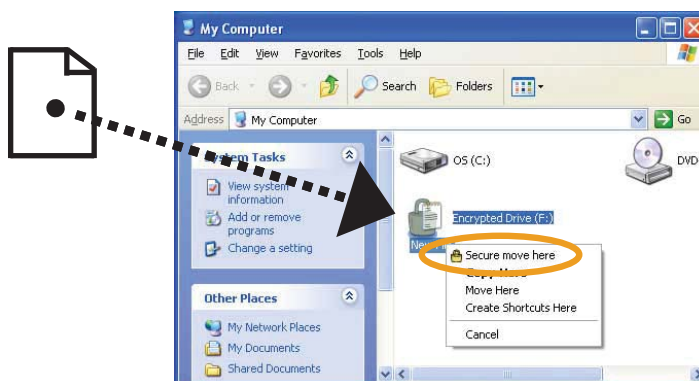 My Computer
File Edit View Favorites Tools Help
Back Search Folders
Address My Computer Go
System Tasks
View system
information
Add or remove
programs
Change a setting
Other Places
My Network Places
My Documents
Shared Documents
OS (C:)
DVD
Encrypted Drive (F:)
Secure move here
Copy Here
Move Here
Create Shortcuts Here
Cancel